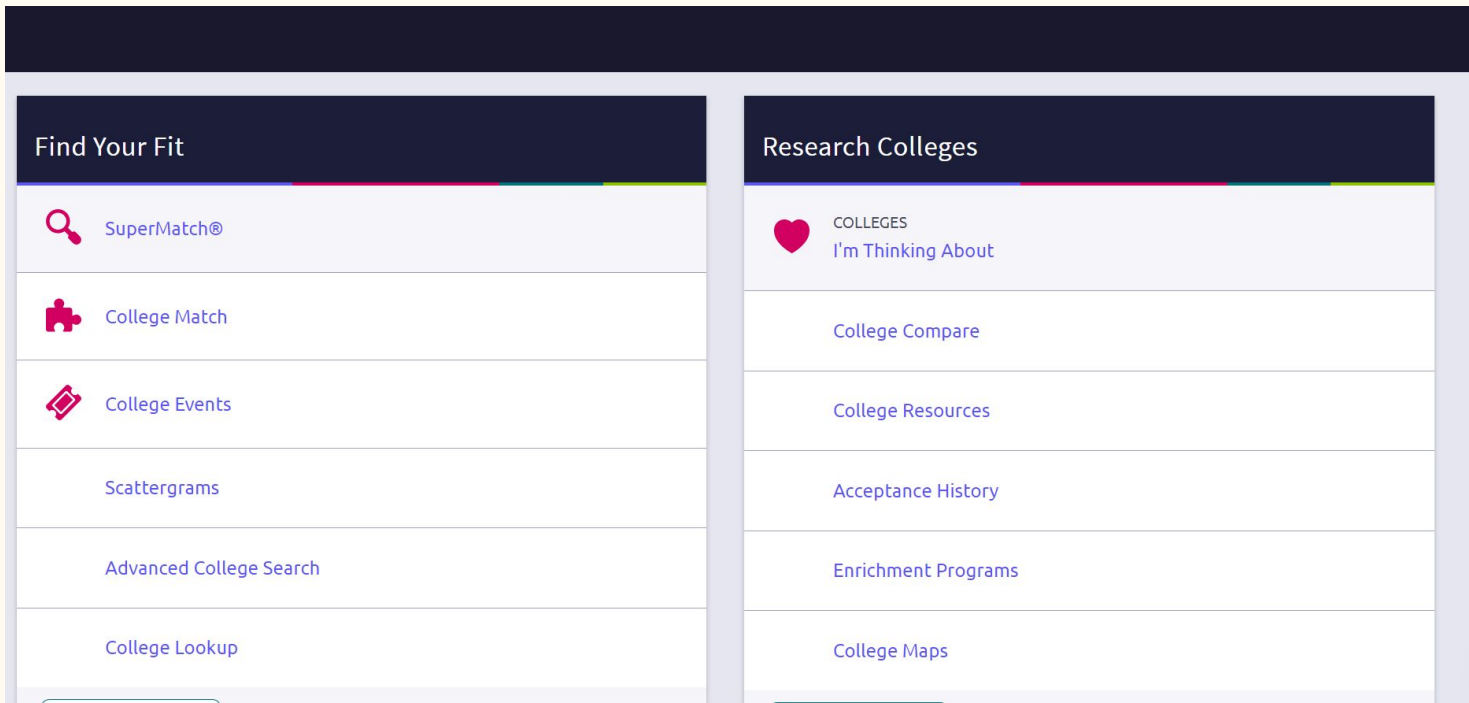 Find Your Fit
SuperMatch®
College Match
College Events
Scattergrams
Advanced College Search
College Lookup
Research Colleges
COLLEGES
I'm Thinking About
College Compare
College Resources
Acceptance History
Enrichment Programs
College Maps